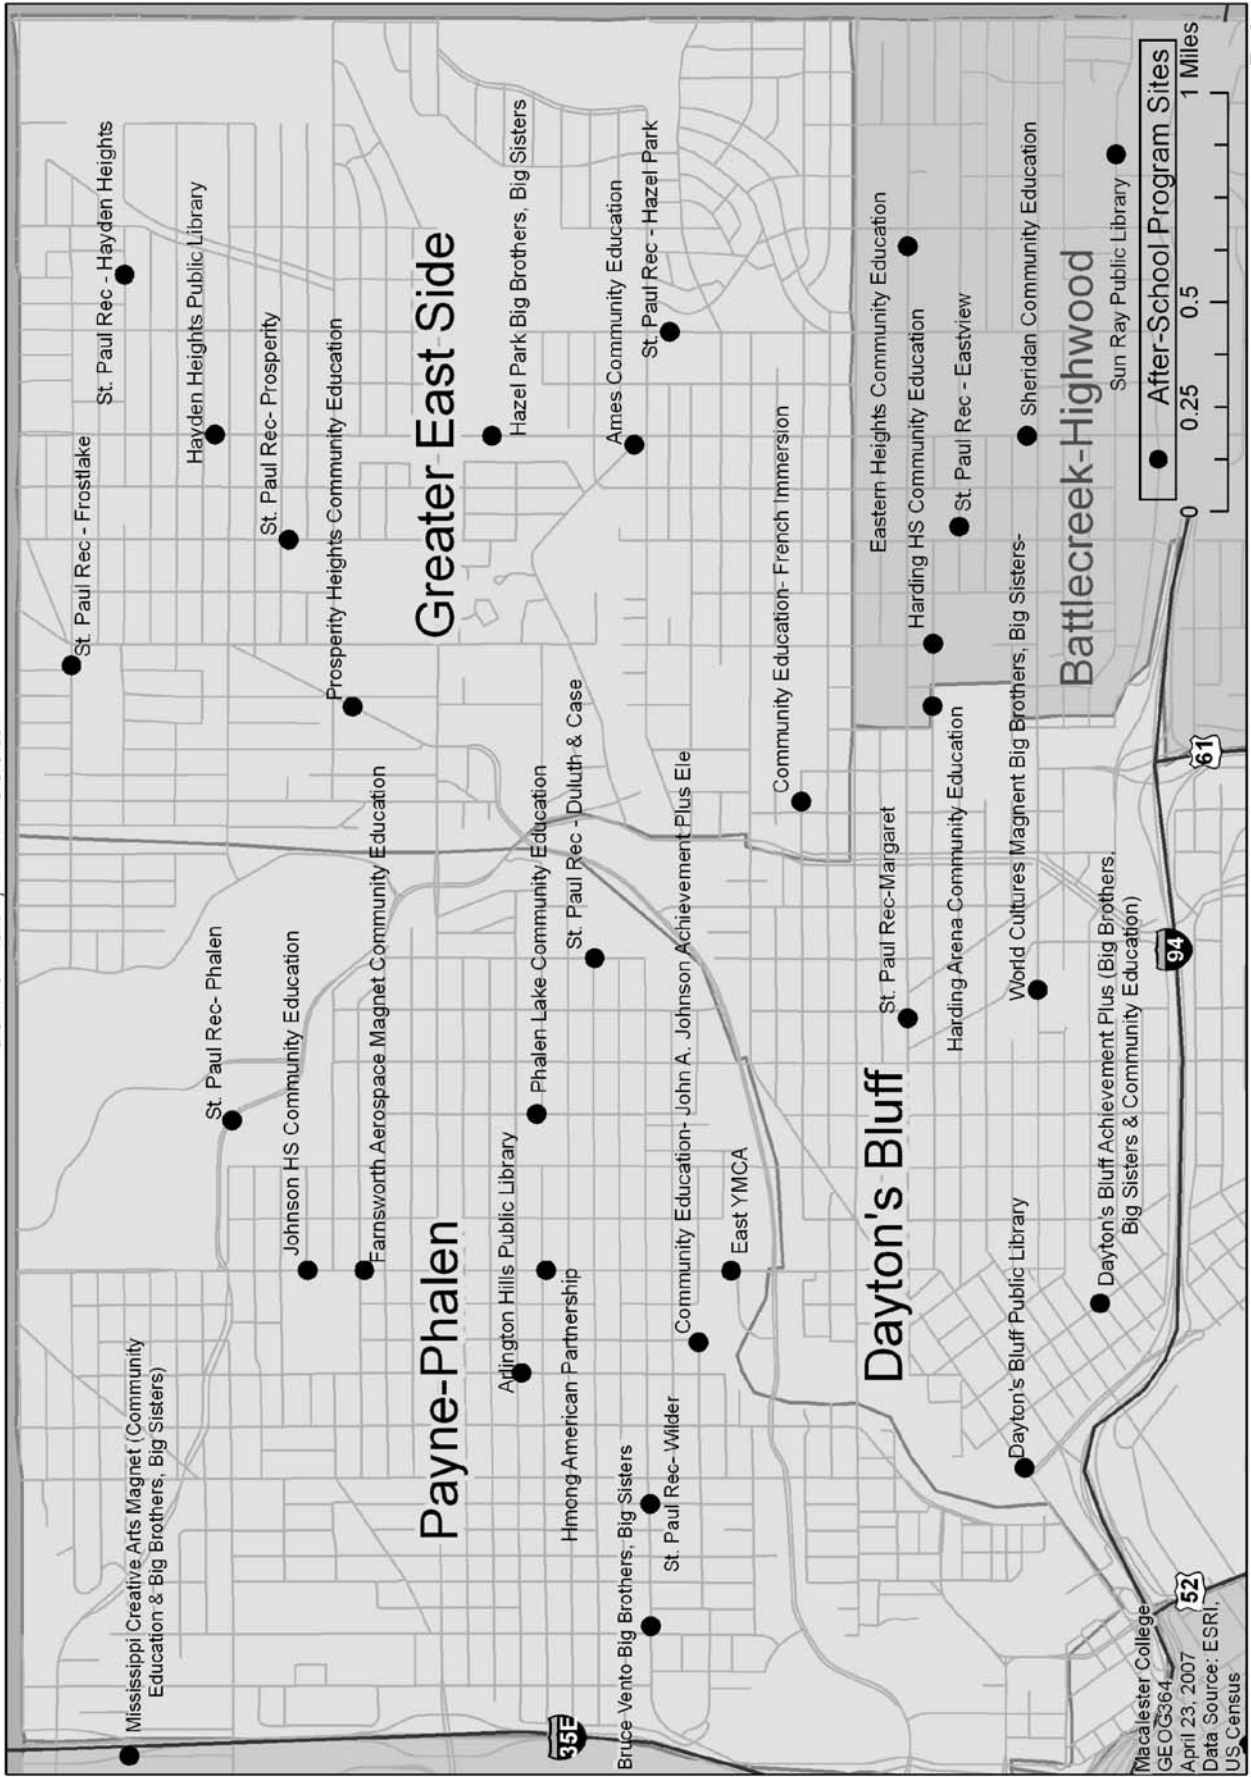 St. Paul Rec - Frostlake
St. Paul Rec - Hayden Heights
Mississippi Creative Arts Magnet (Community
Education & Big Brothers, Big Sisters)
Hayden Heights Public Library
St. Paul Rec- Phalen
St. Paul Rec- Prosperity
Johnson HS Community Education
Prosperity Heights Community Education
Farnsworth Aerospace Magnet Community Education
Payne-Phalen
Greater East Side
Arlington Hills Public Library
Hazel Park Big Brothers, Big Sisters
Phalen Lake Community Education
Hmong American Partnership
St. Paul Rec - Duluth & Case
35E
Ames Community Education
Bruce Vento Big Brothers, Big Sisters
St. Paul Rec - Hazel Park
St. Paul Rec- Wilder
Community Education- John A. Johnson Achievement Plus Ele
East YMCA
Community Education- French Immersion
Dayton's Bluff
St. Paul Rec-Margaret
Eastern Heights Community Education
Harding HS Community Education
Harding Arena Community Education
St. Paul Rec - Eastview
Dayton's Bluff Public Library
World Cultures Magnent Big Brothers, Big Sisters-
Sheridan Community Education
Battlecreek-Highwood
Dayton's Bluff Achievement Plus (Big Brothers,
Big Sisters & Community Education)
Sun Ray Public Library
After-School Program Sites
94
61
52
0 0.25 0.5 1 Miles
Macalester College
GEOG364
April 23, 2007
Data Source: ESRI,
US Census